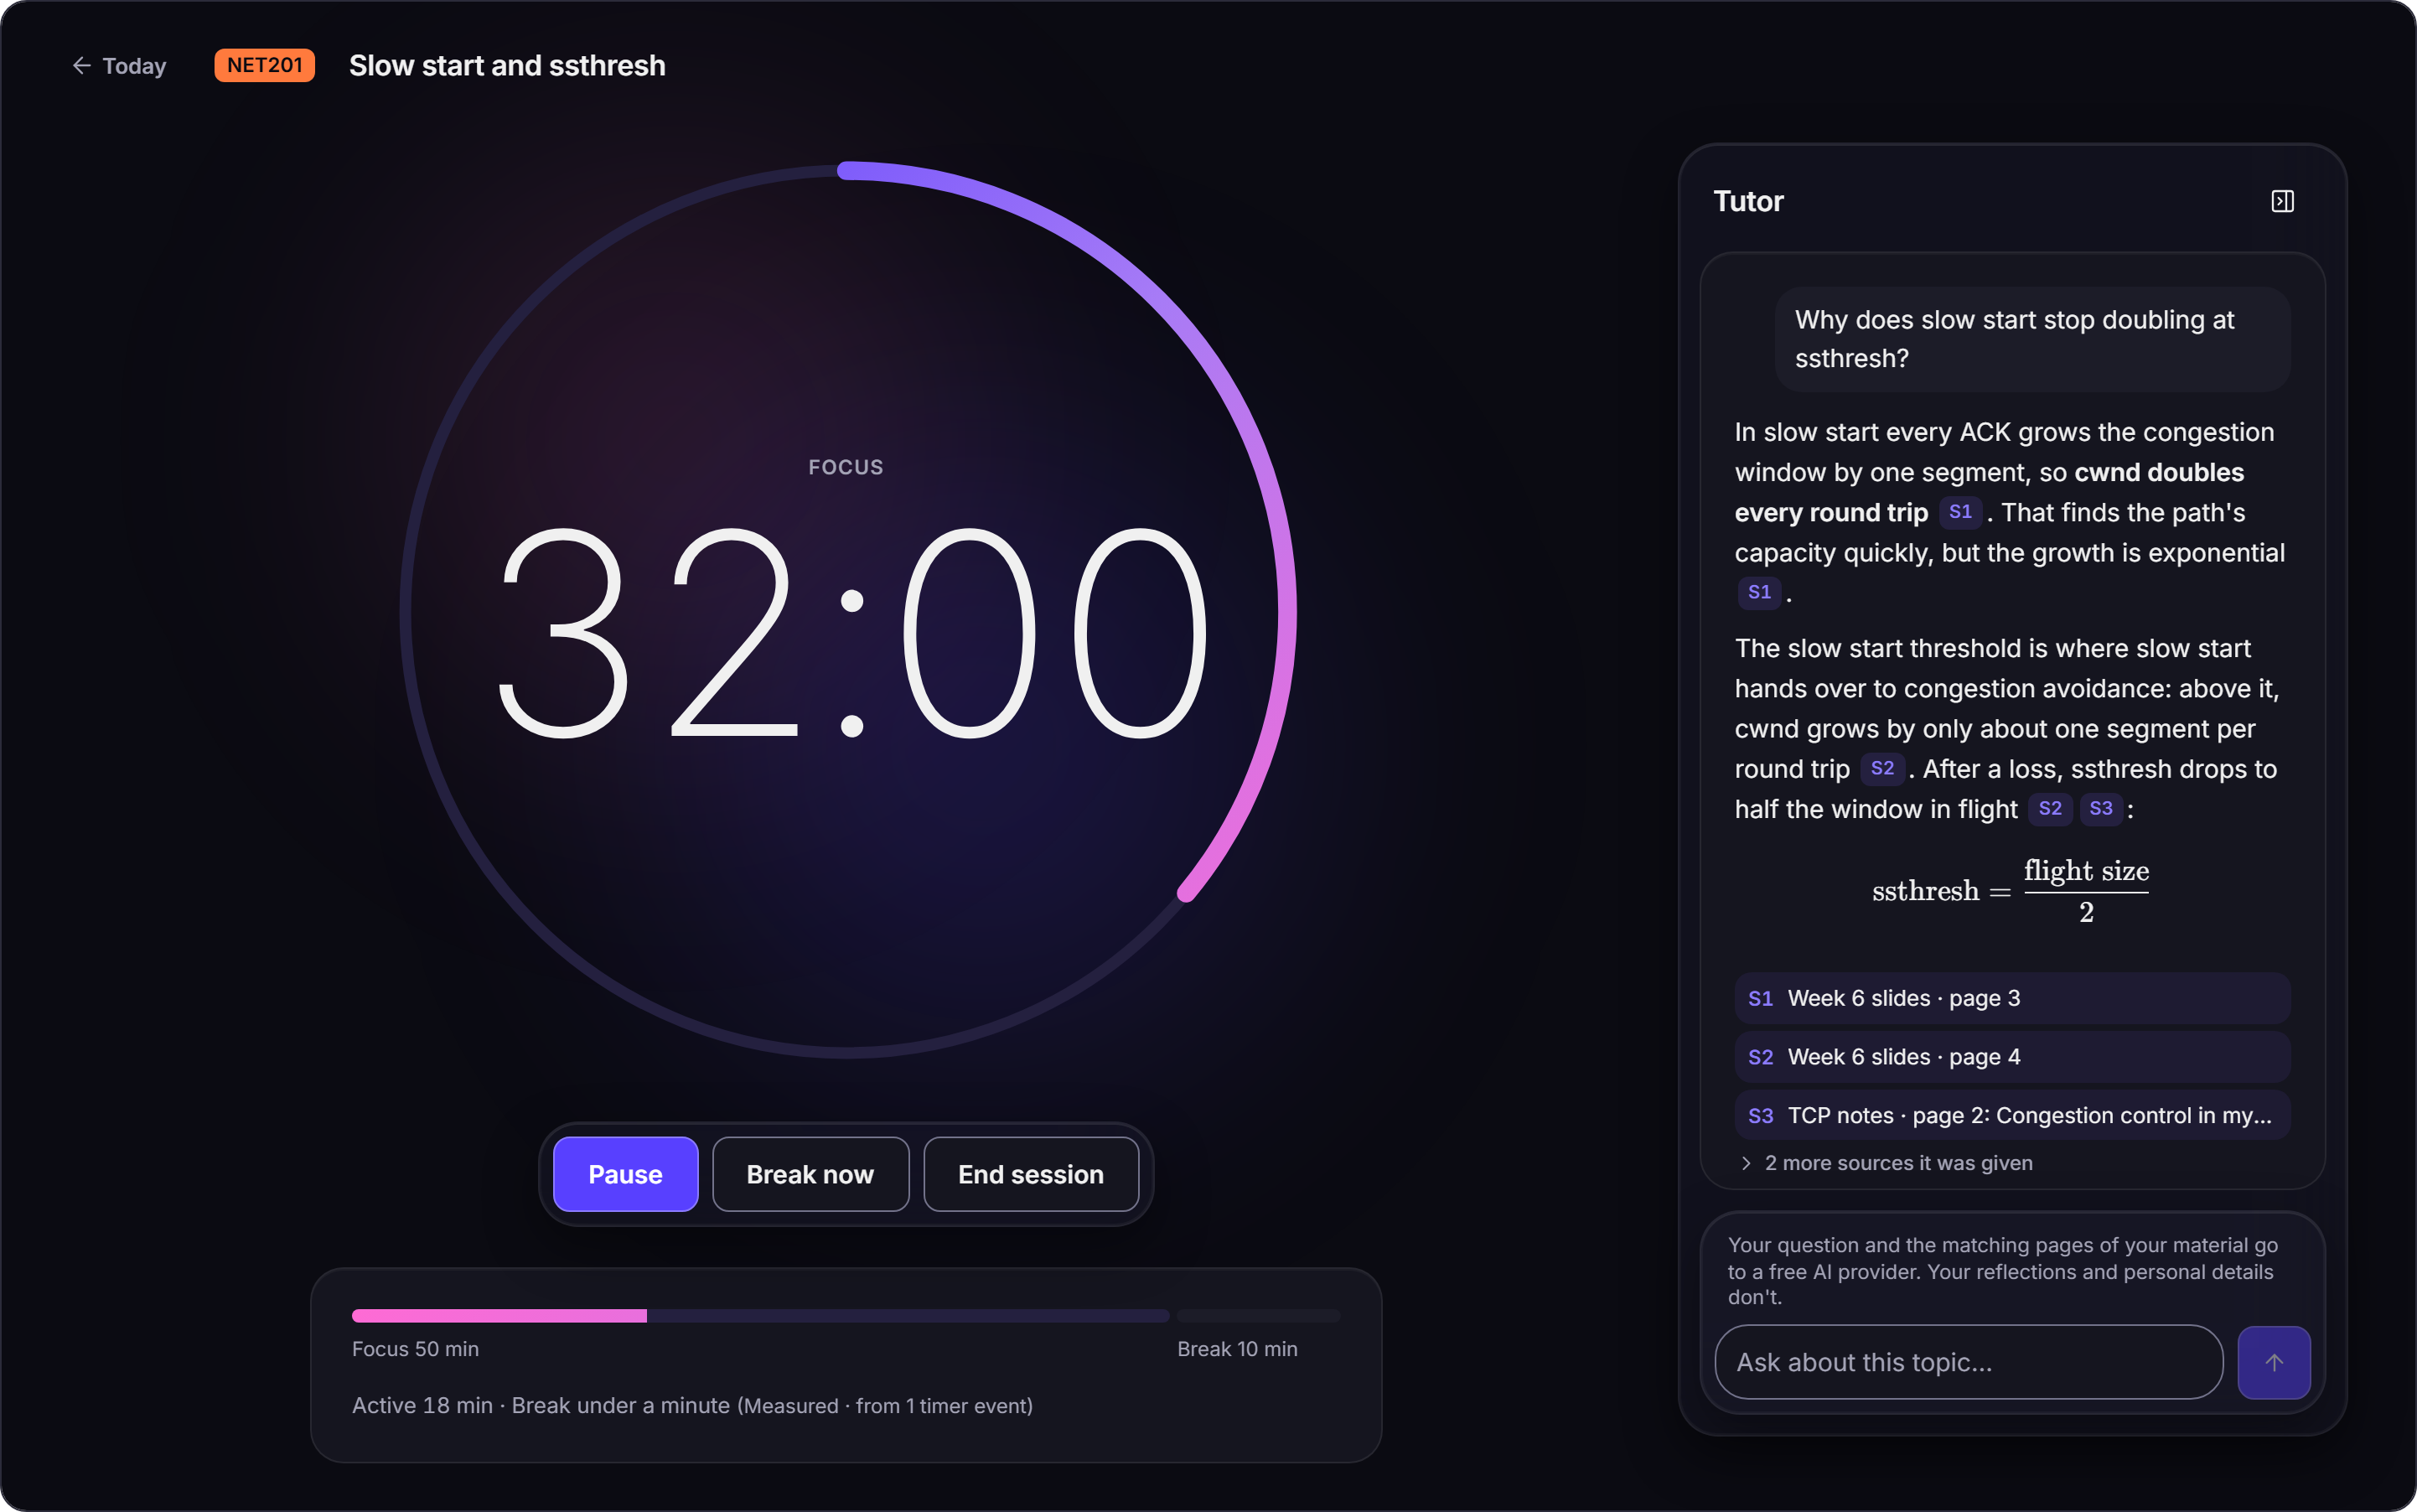 Today
NET201
Slow start and ssthresh
FOCUS
32:00
Pause
Break now
End session
Focus 50 min
Break 10 min
Active 18 min · Break under a minute (Measured · from 1 timer event)
Tutor
Why does slow start stop doubling at
ssthresh?
In slow start every ACK grows the congestion
window by one segment, so cwnd doubles
every round trip S1 . That finds the path's
capacity quickly, but the growth is exponential
S1 .
The slow start threshold is where slow start
hands over to congestion avoidance: above it,
cwnd grows by only about one segment per
round trip S2 . After a loss, ssthresh drops to
half the window in flight S2 S3 :
ssthresh = flight size / 2
S1 Week 6 slides · page 3
S2 Week 6 slides · page 4
S3 TCP notes · page 2: Congestion control in my...
2 more sources it was given
Your question and the matching pages of your material go
to a free AI provider. Your reflections and personal details
don't.
Ask about this topic...